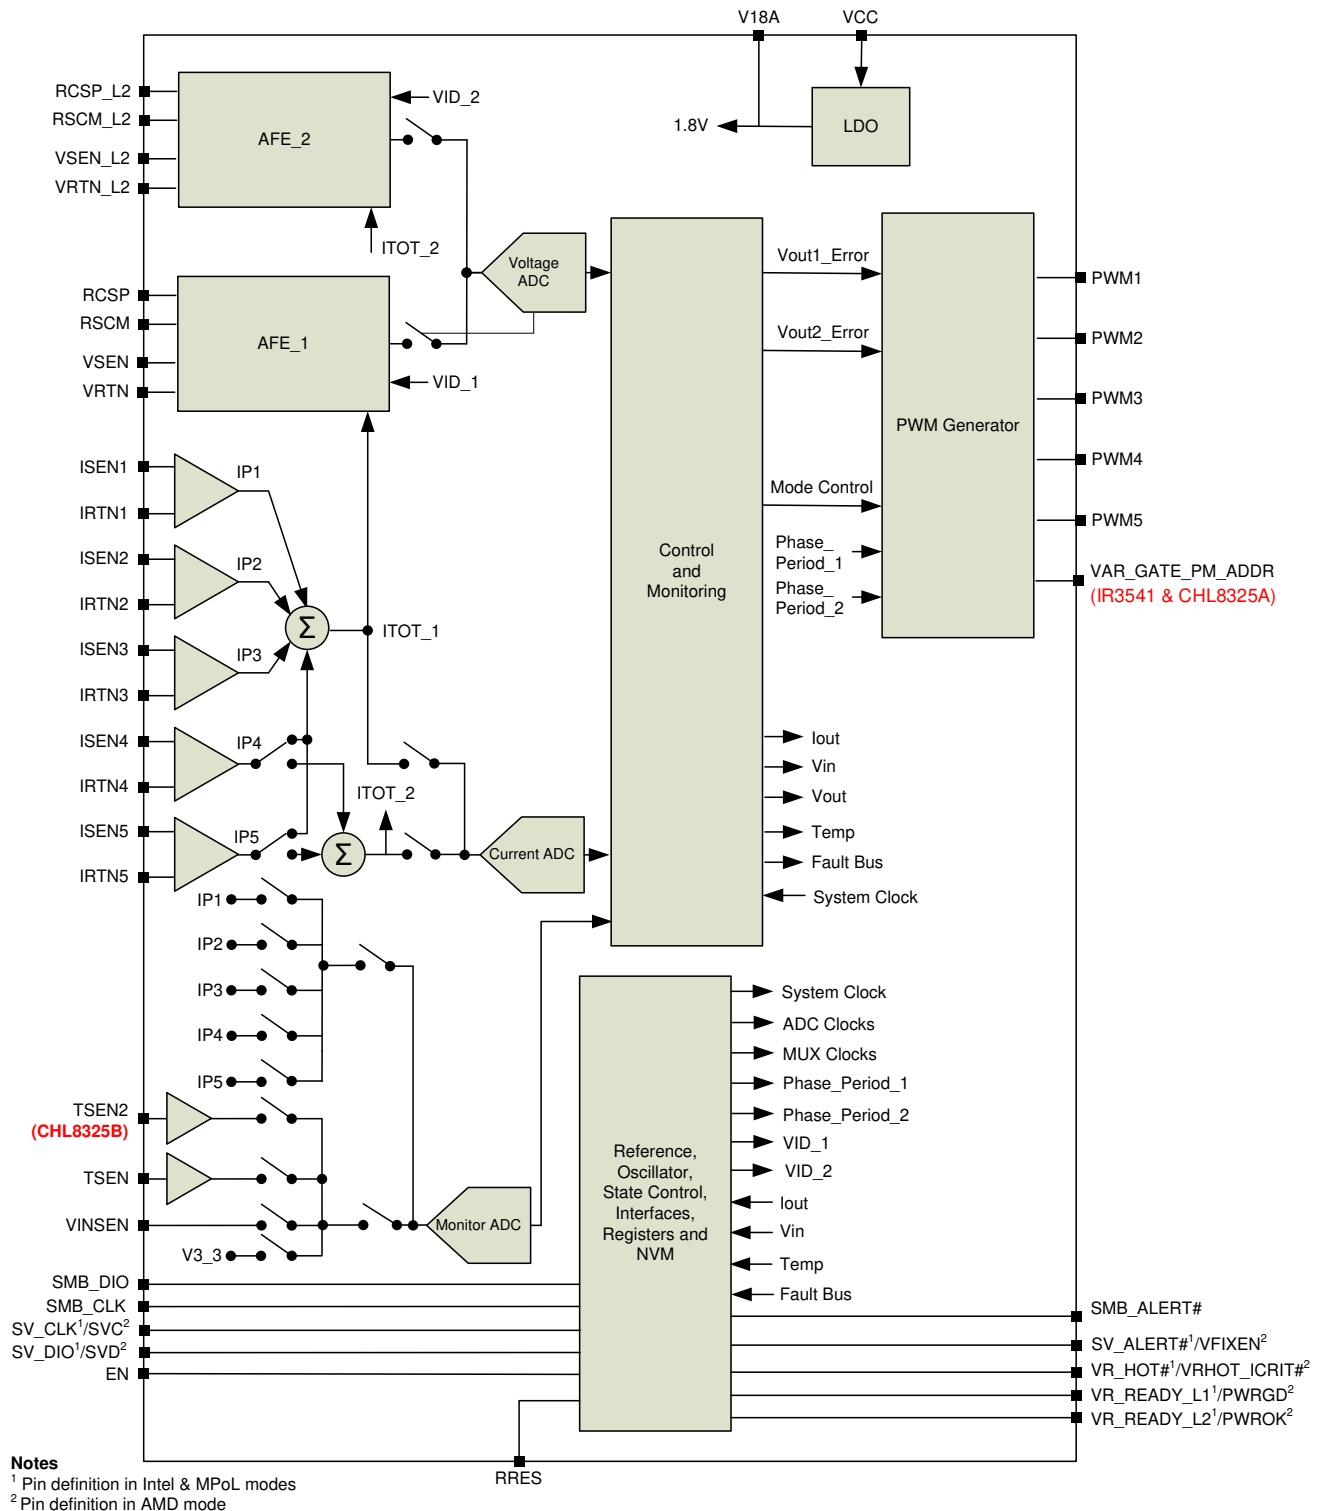 V18A
VCC
RCSP_L2
RSCM_L2
VSEN_L2
VRTN_L2
AFE_2
VID_2
ITOT_2
1.8V
LDO
RCSP
RSCM
VSEN
VRTN
AFE_1
VID_1
Voltage
ADC
Control
and
Monitoring
Vout1_Error
Vout2_Error
Mode Control
Phase_
Period_1
Phase_
Period_2
PWM Generator
PWM1
PWM2
PWM3
PWM4
PWM5
VAR_GATE_PM_ADDR
(IR3541 & CHL8325A)
ISEN1
IRTN1
IP1
ISEN2
IRTN2
IP2
ISEN3
IRTN3
IP3
Σ
ITOT_1
ISEN4
IRTN4
IP4
ISEN5
IRTN5
IP5
Σ
ITOT_2
Current ADC
Iout
Vin
Vout
Temp
Fault Bus
System Clock
IP1
IP2
IP3
IP4
IP5
TSEN2
(CHL8325B)
TSEN
VINSEN
V3_3
Monitor ADC
Reference,
Oscillator,
State Control,
Interfaces,
Registers and
NVM
System Clock
ADC Clocks
MUX Clocks
Phase_Period_1
Phase_Period_2
VID_1
VID_2
Iout
Vin
Temp
Fault Bus
SMB_DIO
SMB_CLK
SV_CLK¹/SVC²
SV_DIO¹/SVD²
EN
SMB_ALERT#
SV_ALERT#¹/VFIXEN²
VR_HOT#¹/VRHOT_ICRIT#²
VR_READY_L1¹/PWRGD²
VR_READY_L2¹/PWROK²
RRES
Notes
¹ Pin definition in Intel & MPoL modes
² Pin definition in AMD mode